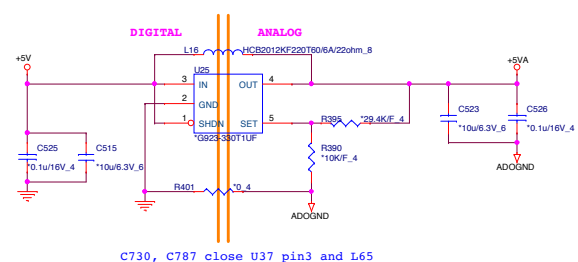 DIGITAL ANALOG
L16 HCB2012KF220T60/6A/22ohm_8
+5V
+5VA
U25
3 IN OUT 4
2 GND
1 SHDN SET 5
*G923-330T1UF
R395 *29.4K/F_4
R390
*10K/F_4
C523
*10u/6.3V_6
C526
*0.1u/16V_4
C525
*0.1u/16V_4
C515
*10u/6.3V_6
R401 *0_4
ADOGND
ADOGND
C730, C787 close U37 pin3 and L65